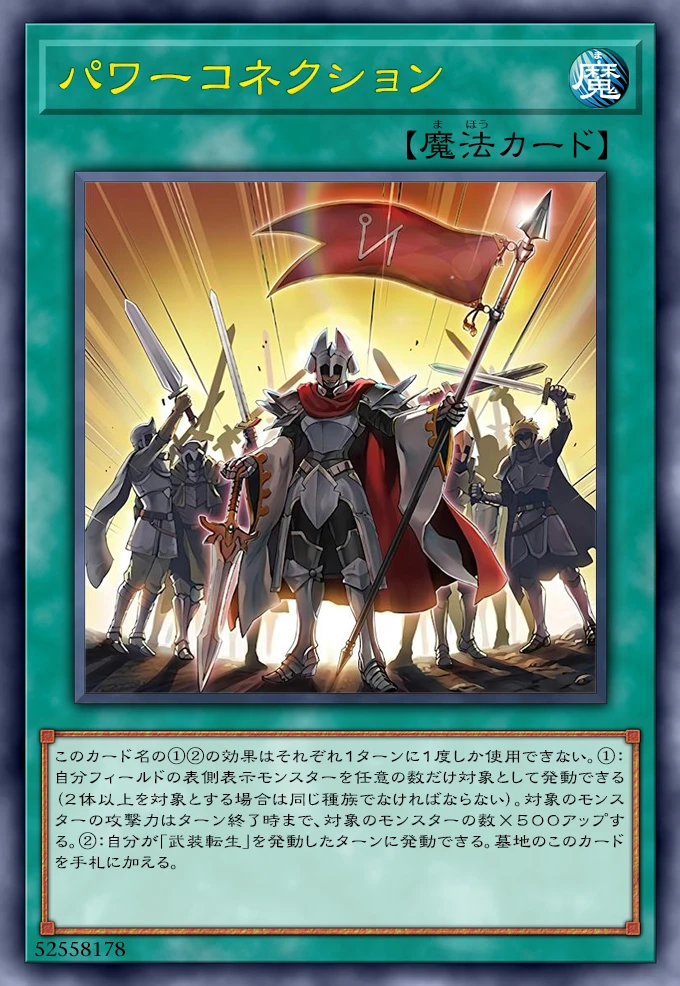 パワーコネクション
魔
ま
まほう
【魔法カード】
このカード名の①②の効果はそれぞれ1ターンに1度しか使用できない。①：
自分フィールドの表側表示モンスターを任意の数だけ対象として発動できる
(2体以上を対象とする場合は同じ種族でなければならない)。対象のモンス
ターの攻撃力はターン終了時まで、対象のモンスターの数×500アップす
る。②：自分が「武装転生」を発動したターンに発動できる。墓地のこのカード
を手札に加える。
52558178